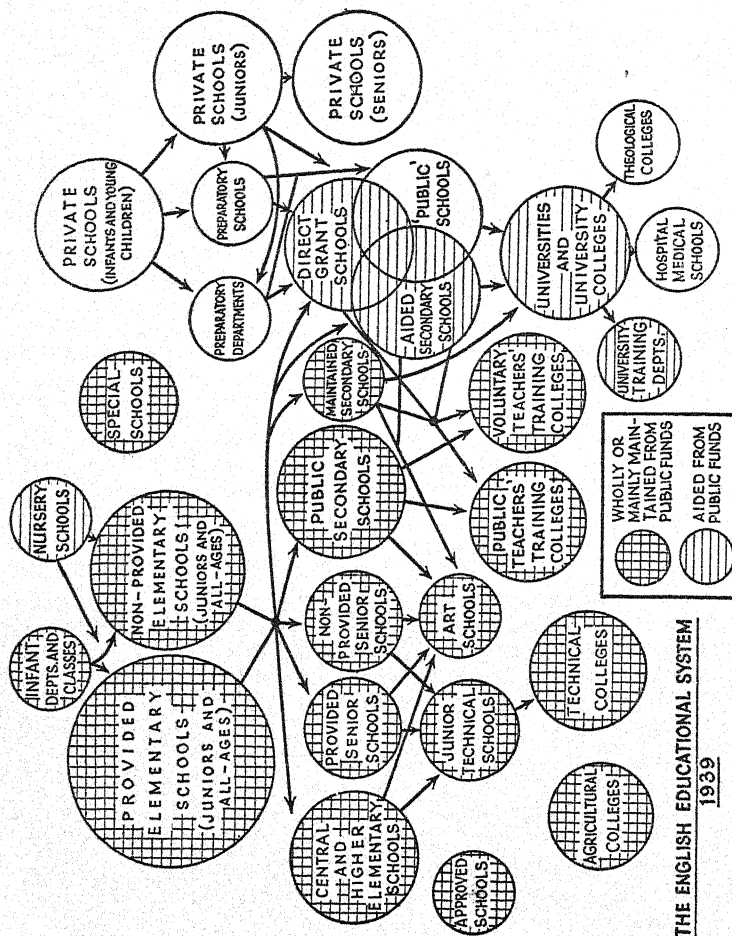 INFANT
DEPTS. AND
CLASSES
NURSERY
SCHOOLS
PROVIDED
ELEMENTARY
SCHOOLS
(JUNIORS AND
ALL-AGES)
NON-PROVIDED
ELEMENTARY
SCHOOLS
(JUNIORS AND
ALL-AGES)
SPECIAL
SCHOOLS
PRIVATE
SCHOOLS
(INFANTS AND YOUNG
CHILDREN)
PREPARATORY
DEPARTMENTS
PREPARATORY
SCHOOLS
PRIVATE
SCHOOLS
(JUNIORS)
PRIVATE
SCHOOLS
(SENIORS)
CENTRAL
AND
HIGHER
ELEMENTARY
SCHOOLS
PROVIDED
SENIOR
SCHOOLS
NON-
PROVIDED
SENIOR
SCHOOLS
PUBLIC
SECONDARY
SCHOOLS
MAINTAINED
SECONDARY
SCHOOLS
DIRECT
GRANT
SCHOOLS
AIDED
SECONDARY
SCHOOLS
'PUBLIC'
SCHOOLS
APPROVED
SCHOOLS
JUNIOR
TECHNICAL
SCHOOLS
ART
SCHOOLS
PUBLIC
TEACHERS'
TRAINING
COLLEGES
VOLUNTARY
TEACHERS'
TRAINING
COLLEGES
UNIVERSITIES
AND
UNIVERSITY
COLLEGES
AGRICULTURAL
COLLEGES
TECHNICAL
COLLEGES
UNIVERSITY
TRAINING
DEPTS.
HOSPITAL
MEDICAL
SCHOOLS
THEOLOGICAL
COLLEGES
WHOLLY OR
MAINLY MAIN-
TAINED FROM
PUBLIC FUNDS
AIDED FROM
PUBLIC FUNDS
THE ENGLISH EDUCATIONAL SYSTEM
1939